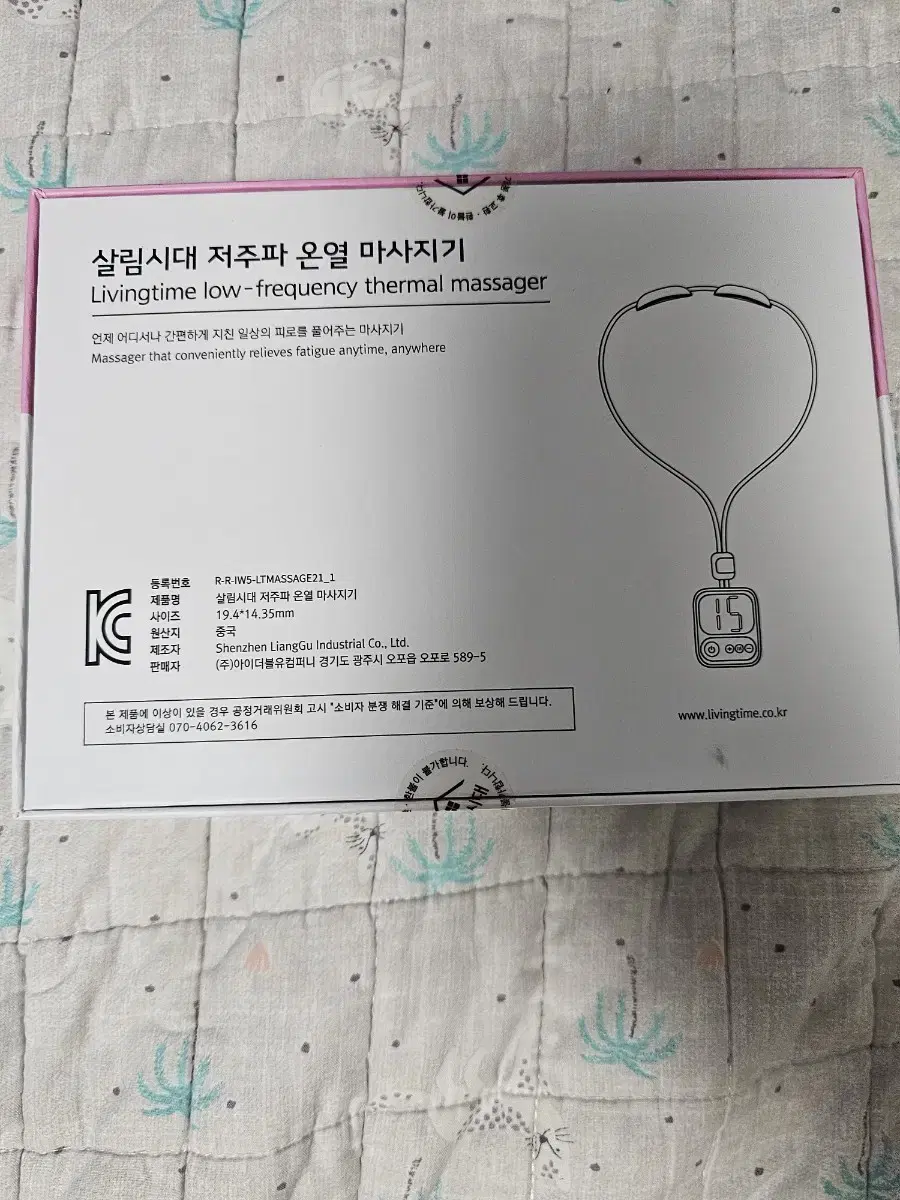 살림시대 저주파 온열 마사지기
Livingtime low-frequency thermal massager
언제 어디서나 간편하게 지친 일상의 피로를 풀어주는 마사지기
Massager that conveniently relieves fatigue anytime, anywhere
15
등록번호 R-R-IW5-LTMASSAGE21_1
제품명 살림시대 저주파 온열 마사지기
사이즈 19.4*14.35mm
원산지 중국
제조자 Shenzhen LiangGu Industrial Co., Ltd.
판매자 (주)아이더블유컴퍼니 경기도 광주시 오포읍 오포로 589-5
본 제품에 이상이 있을 경우 공정거래위원회 고시 "소비자 분쟁 해결 기준"에 의해 보상해 드립니다.
소비자상담실 070-4062-3616
www.livingtime.co.kr
환불이 불가합니다.